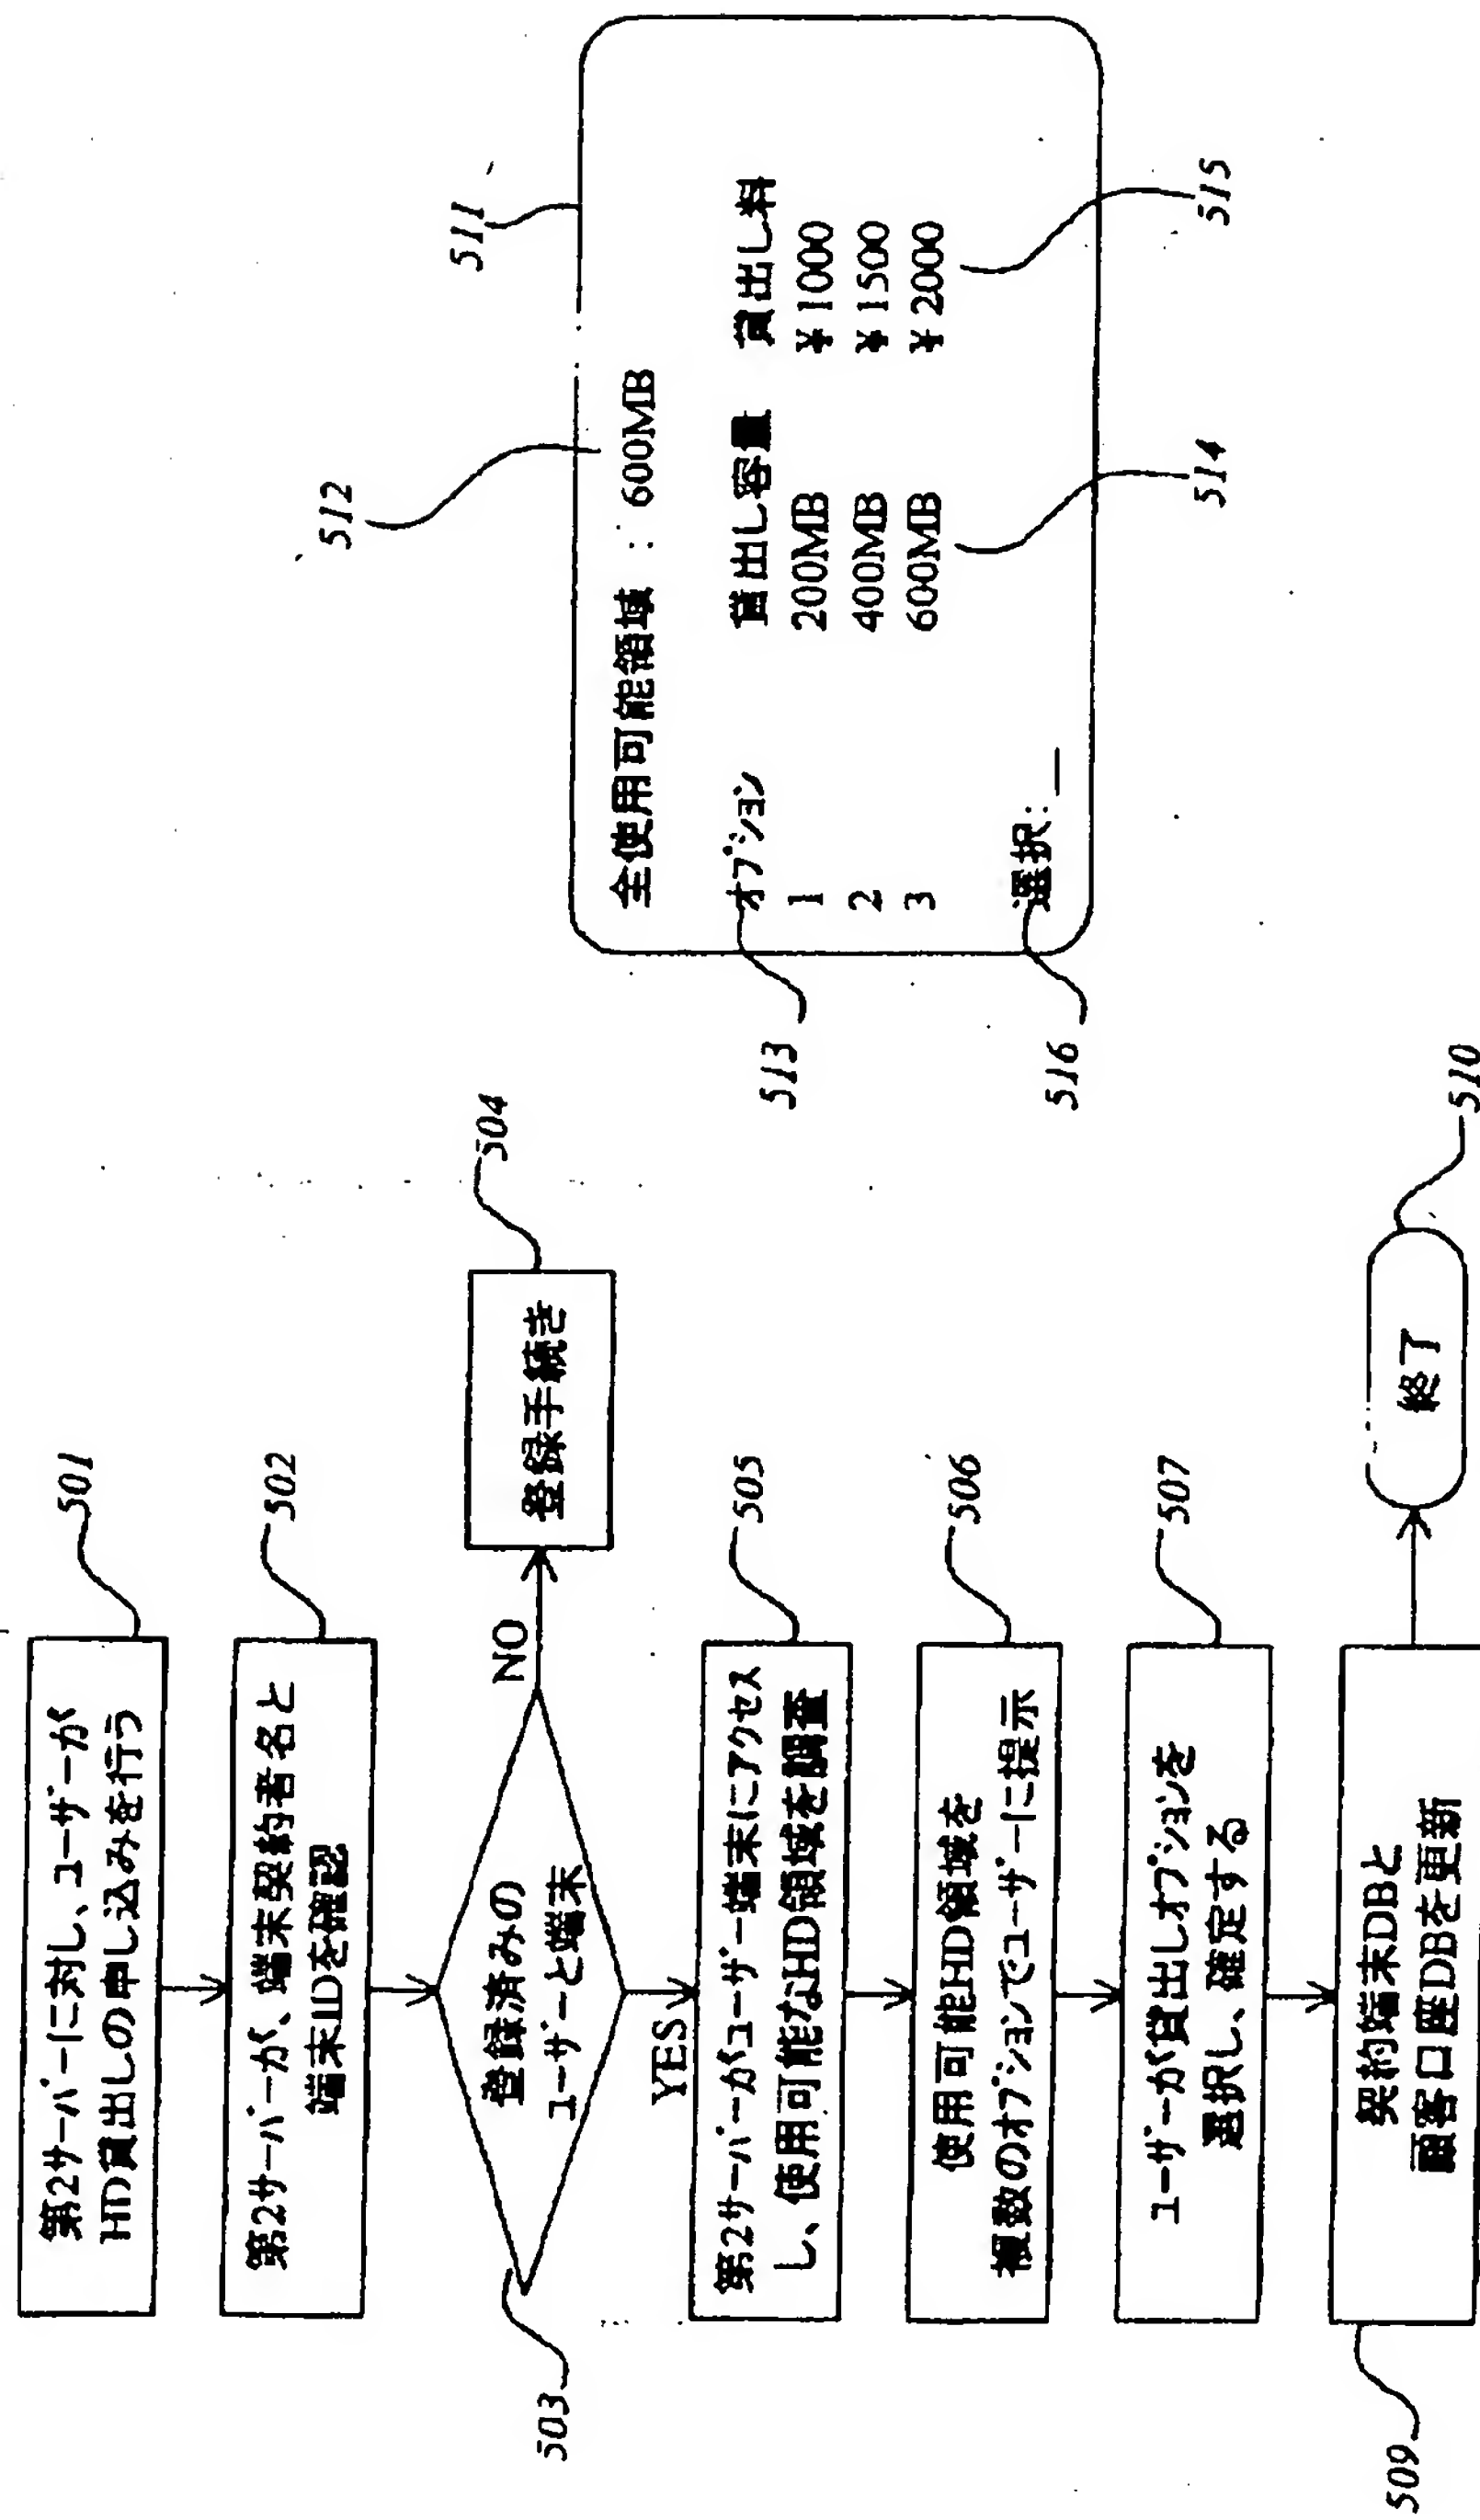 501
第2サーバーに対し、ユーザーが
HD貸出しの申し込みを行う
502
第2サーバーが、端末契約者名と
端末IDを確認
503
登録済みの
ユーザーと端末
NO
504
登録手続き
YES
505
第2サーバーがユーザー端末にアクセス
し、使用可能なHD領域を調査
506
使用可能HD領域を
複数のオプションでユーザーに提示
507
ユーザーが貸出しオプションを
選択し、確定する
509
契約端末DBと
顧客口座DBを更新
510
終了
511
512
全使用可能領域 : 600MB
513
オプション 貸出し容量 貸出し料
1 200MB ¥1000
2 400MB ¥1500
3 600MB ¥2000
514
515
516
選択: _